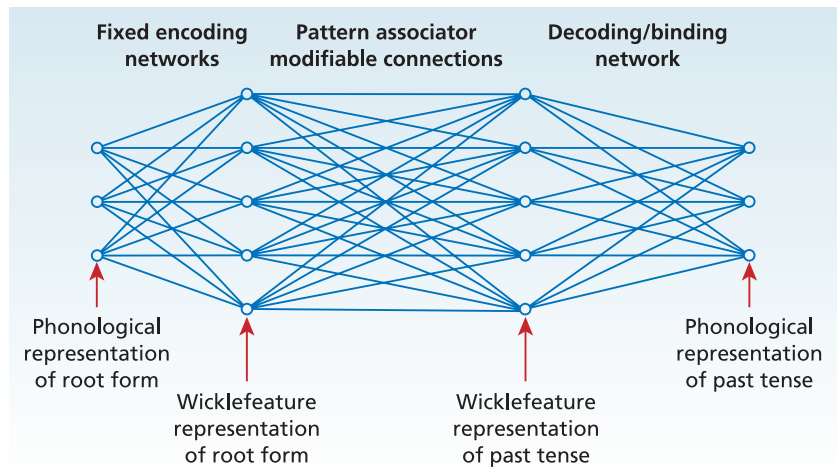 Fixed encoding
networks
Pattern associator
modifiable connections
Decoding/binding
network
Phonological
representation
of root form
Wicklefeature
representation
of root form
Wicklefeature
representation
of past tense
Phonological
representation
of past tense